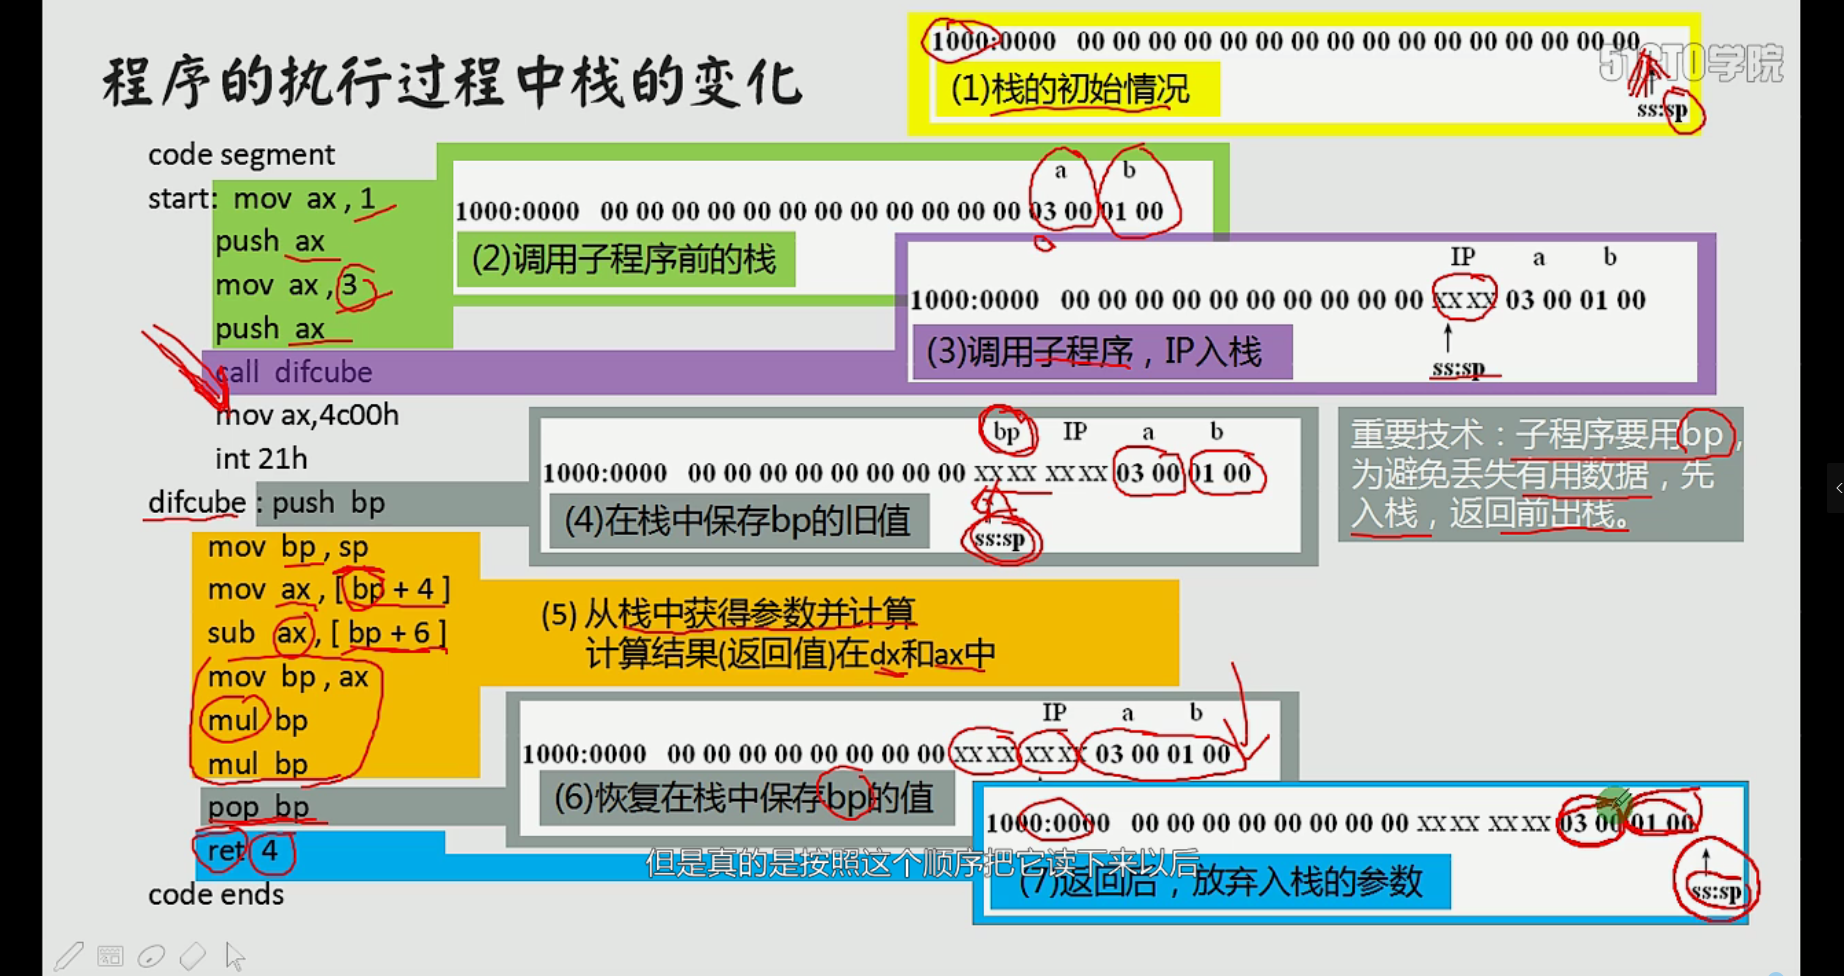 程序的执行过程中栈的变化
1000:0000 00 00 00 00 00 00 00 00 00 00 00 00 00 00 00 00
51CTO学院
(1)栈的初始情况
ss:sp
code segment
start: mov ax , 1
push ax
mov ax , 3
push ax
call difcube
mov ax,4c00h
int 21h
difcube : push bp
mov bp , sp
mov ax , [ bp + 4 ]
sub ax , [ bp + 6 ]
mov bp , ax
mul bp
mul bp
pop bp
ret 4
code ends
a b
1000:0000 00 00 00 00 00 00 00 00 00 00 00 00 03 00 01 00
(2)调用子程序前的栈
IP a b
1000:0000 00 00 00 00 00 00 00 00 00 00 XX XX 03 00 01 00
(3)调用子程序，IP入栈
ss:sp
bp IP a b
1000:0000 00 00 00 00 00 00 00 00 XX XX XX XX 03 00 01 00
(4)在栈中保存bp的旧值
ss:sp
重要技术：子程序要用bp，
为避免丢失有用数据，先
入栈，返回前出栈。
(5) 从栈中获得参数并计算
计算结果(返回值)在dx和ax中
IP a b
1000:0000 00 00 00 00 00 00 00 00 XX XX XX XX 03 00 01 00
(6)恢复在栈中保存bp的值
1000:0000 00 00 00 00 00 00 00 00 XX XX XX XX 03 00 01 00
(7)返回后，放弃入栈的参数
ss:sp
但是真的是按照这个顺序把它读下来以后